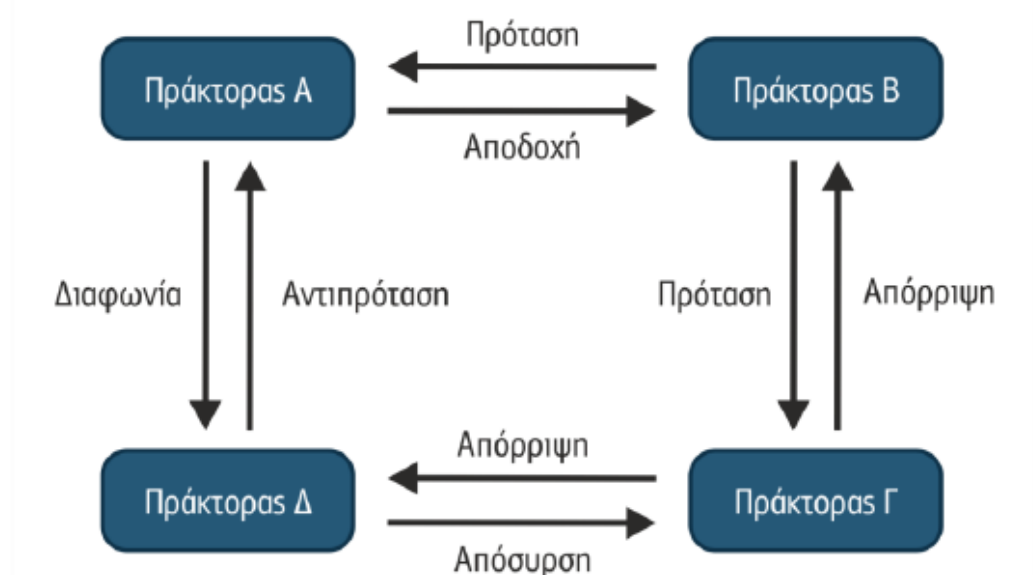 Πρόταση
Πράκτορας Α
Πράκτορας Β
Αποδοχή
Διαφωνία
Αντιπρόταση
Πρόταση
Απόρριψη
Απόρριψη
Πράκτορας Δ
Πράκτορας Γ
Απόσυρση